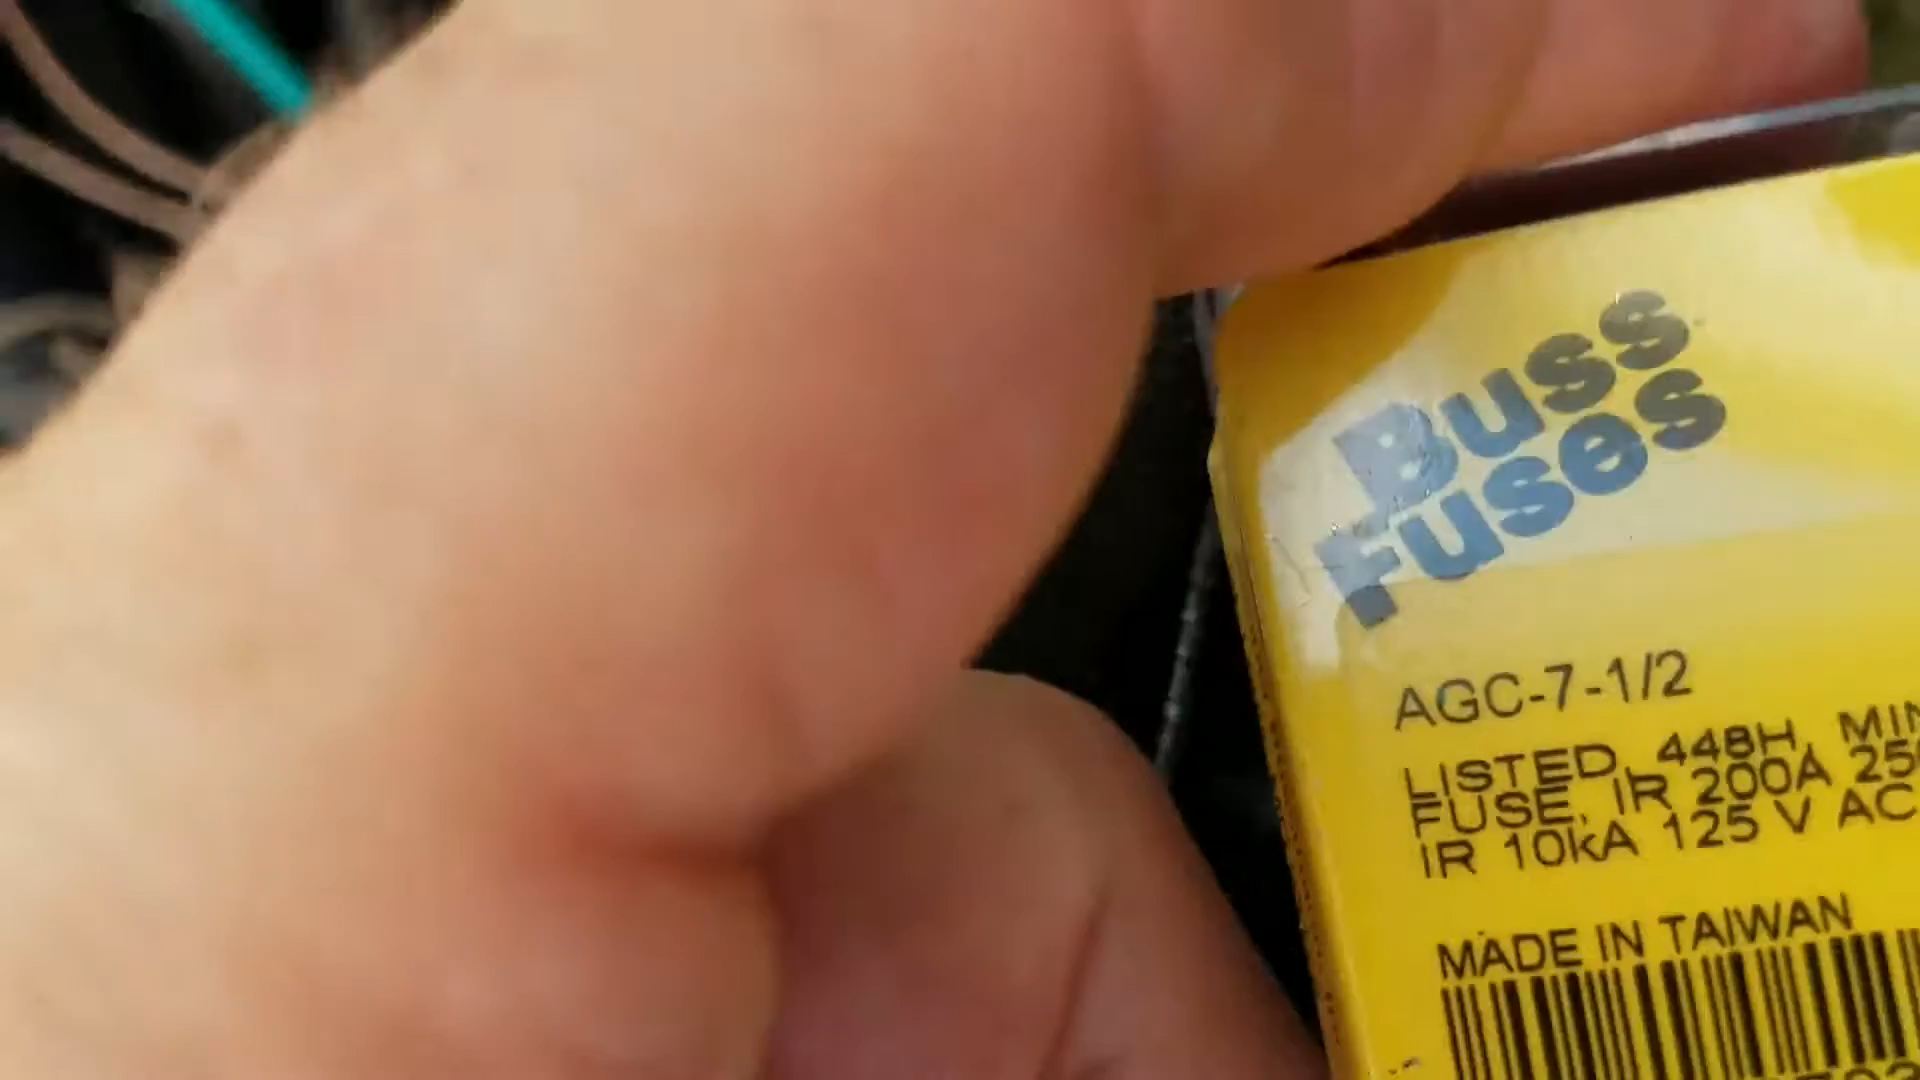 Buss
Fuses
AGC-7-1/2
LISTED, 448H, MIN
FUSE, IR 200A 25
IR 10kA 125 V AC
MADE IN TAIWAN